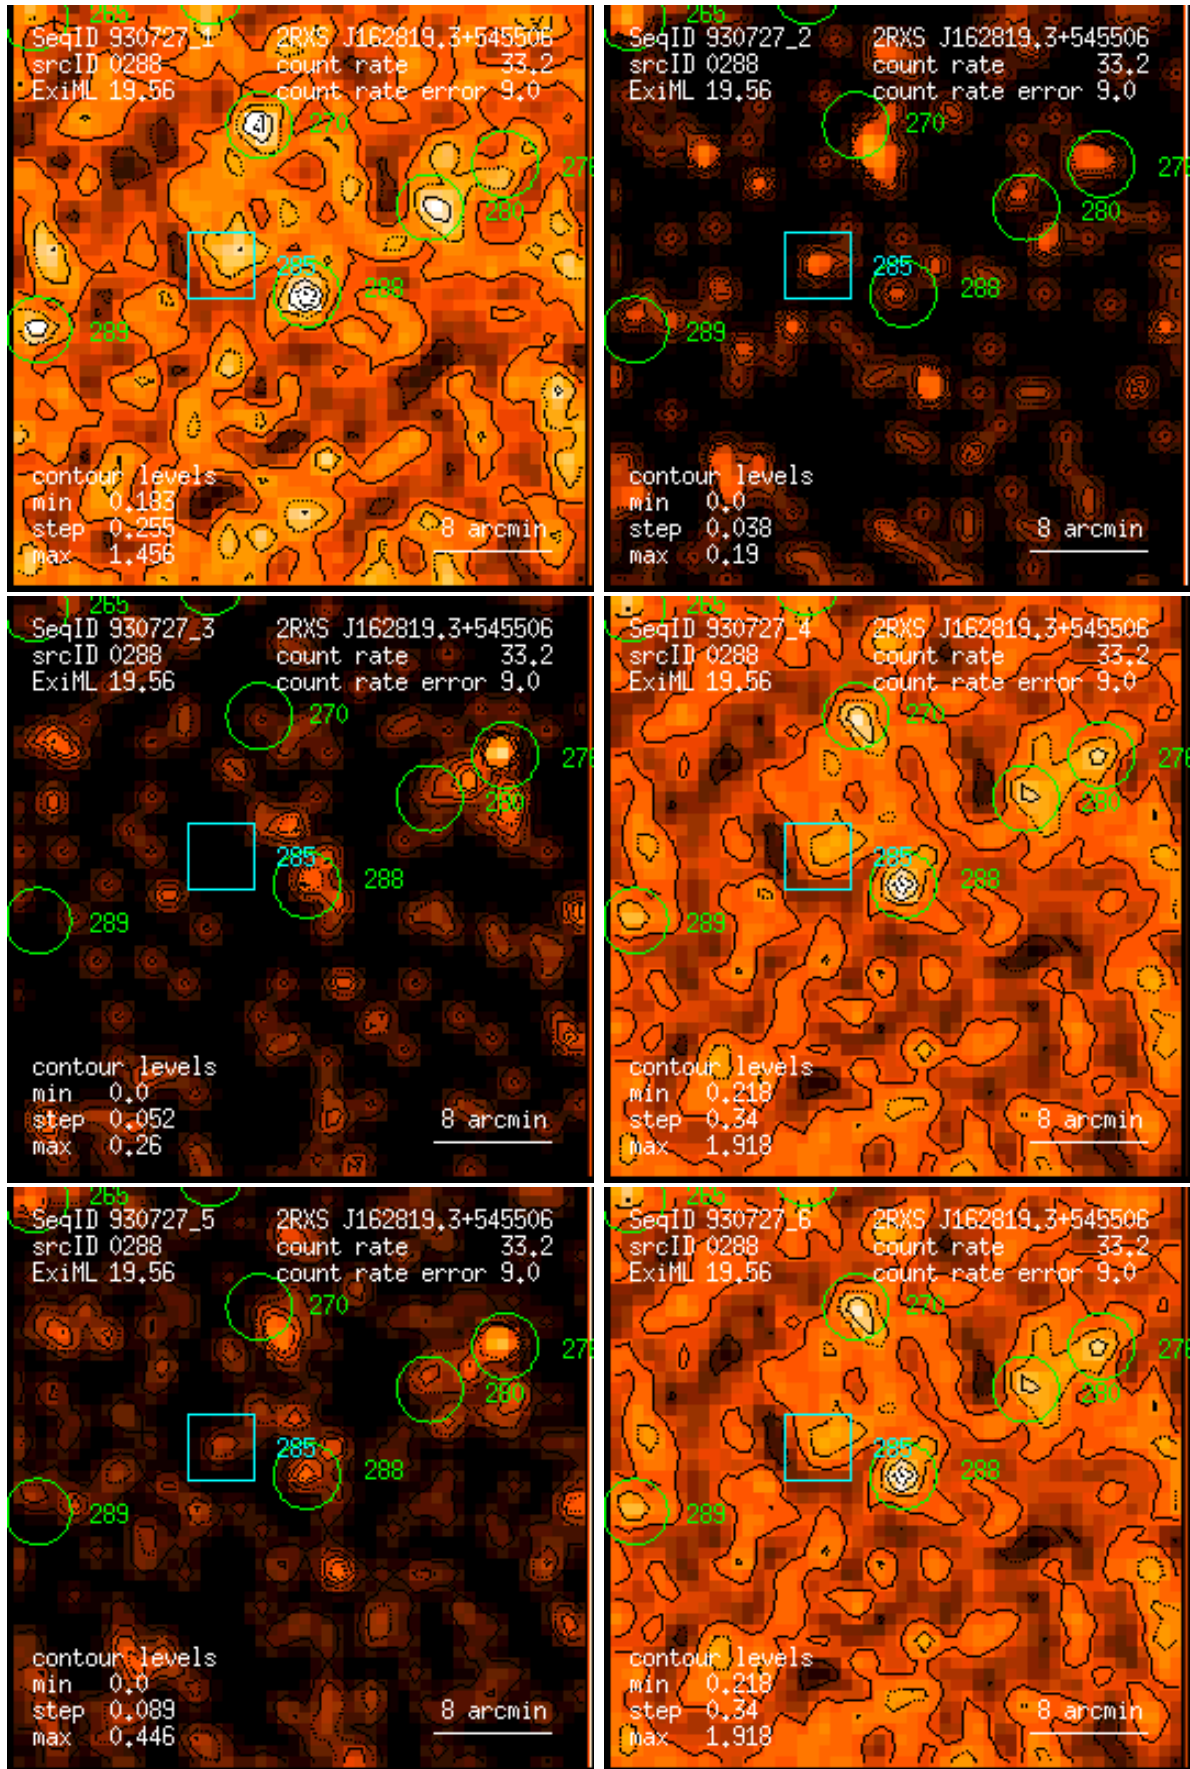 265
SeqID 930727_1 2RXS J162819.3+545506
srcID 0288 count rate 33.2
ExiML 19.56 count rate error 9.0
270
276
280
285
288
289
contour levels
min 0.183
step 0.255
max 1.456
8 arcmin
265
SeqID 930727_2 2RXS J162819.3+545506
srcID 0288 count rate 33.2
ExiML 19.56 count rate error 9.0
270
276
280
285
288
289
contour levels
min 0.0
step 0.038
max 0.19
8 arcmin
265
SeqID 930727_3 2RXS J162819.3+545506
srcID 0288 count rate 33.2
ExiML 19.56 count rate error 9.0
270
276
280
285
288
289
contour levels
min 0.0
step 0.052
max 0.26
8 arcmin
265
SeqID 930727_4 2RXS J162819.3+545506
srcID 0288 count rate 33.2
ExiML 19.56 count rate error 9.0
270
276
280
285
288
289
contour levels
min 0.218
step 0.34
max 1.918
8 arcmin
265
SeqID 930727_5 2RXS J162819.3+545506
srcID 0288 count rate 33.2
ExiML 19.56 count rate error 9.0
270
276
280
285
288
289
contour levels
min 0.0
step 0.089
max 0.446
8 arcmin
265
SeqID 930727_6 2RXS J162819.3+545506
srcID 0288 count rate 33.2
ExiML 19.56 count rate error 9.0
270
276
280
285
288
289
contour levels
min 0.218
step 0.34
max 1.918
8 arcmin